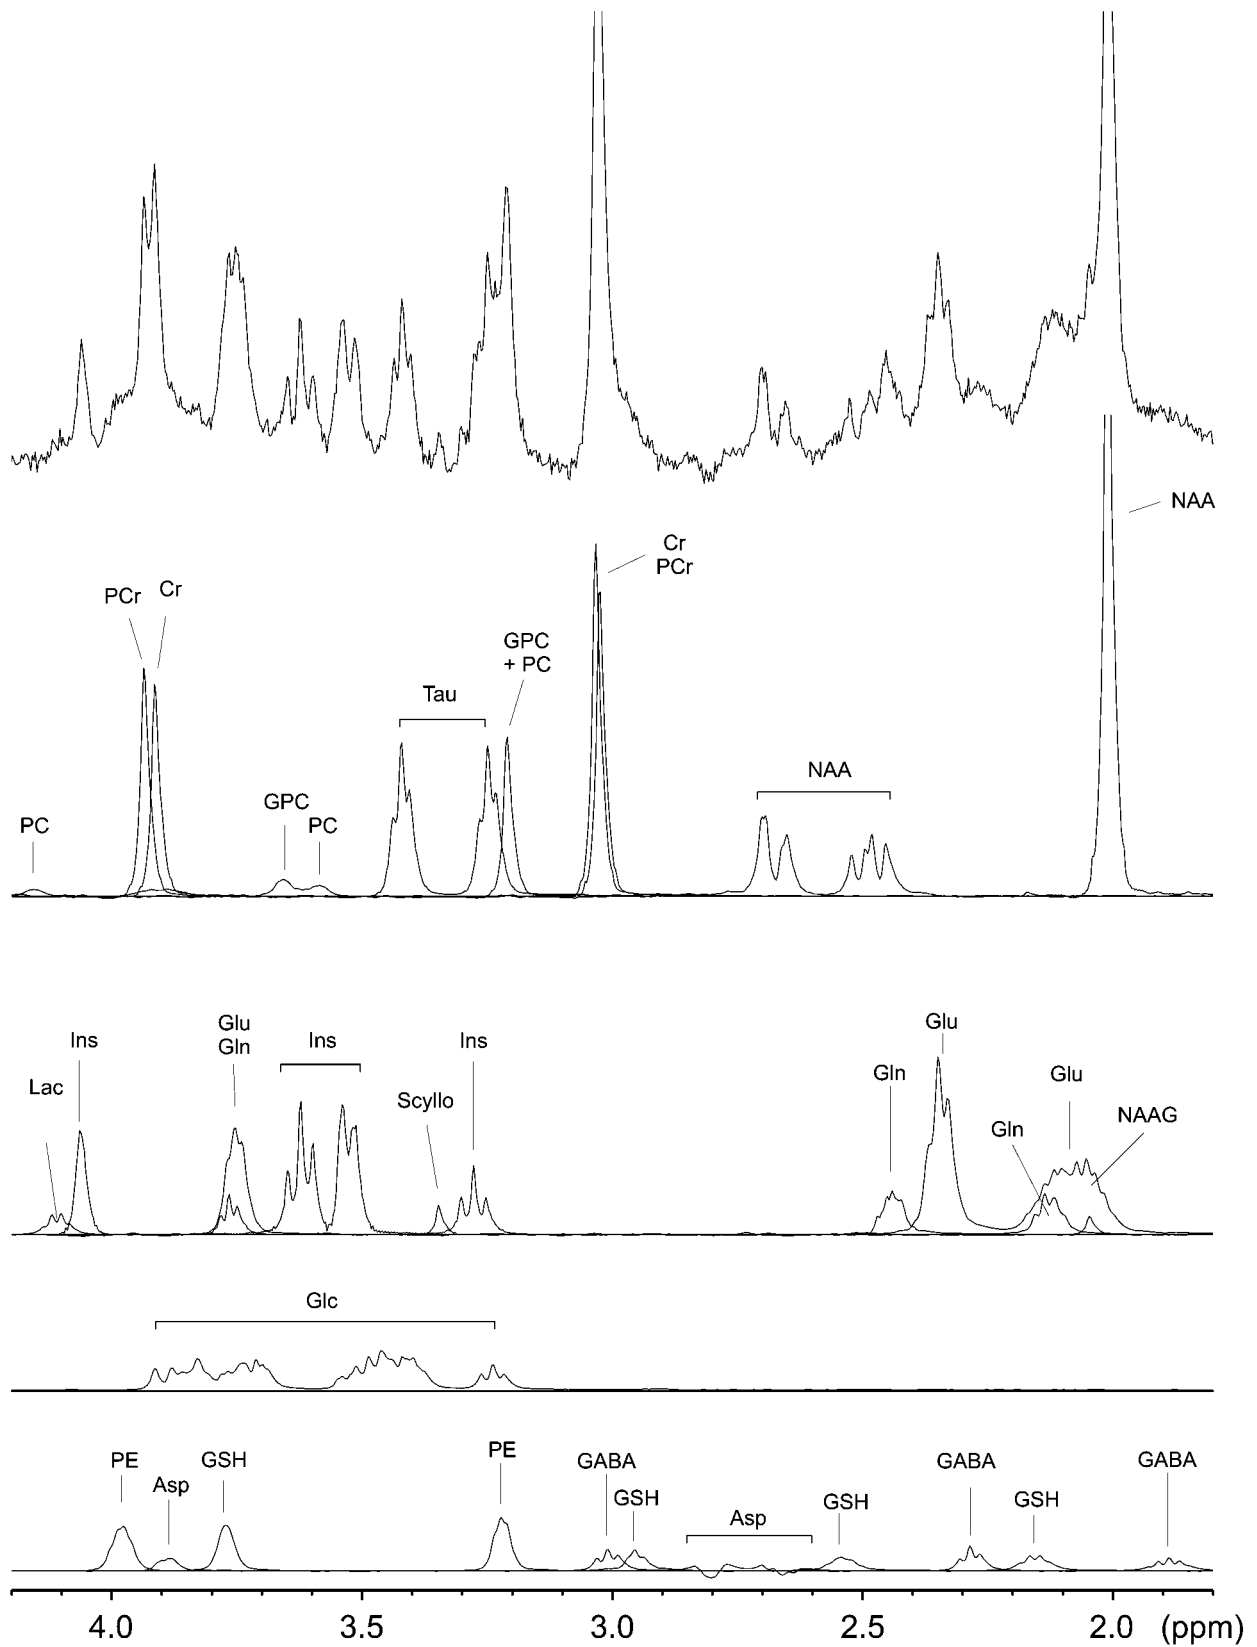 NAA
Cr
PCr
PCr
Cr
GPC
+ PC
Tau
NAA
GPC
PC
PC
Glu
Gln
Ins
Ins
Ins
Glu
Gln
Glu
Lac
Scyllo
Gln
NAAG
Glc
PE
GSH
PE
GABA
GABA
GABA
Asp
GSH
Asp
GSH
GSH
4.0 3.5 3.0 2.5 2.0 (ppm)